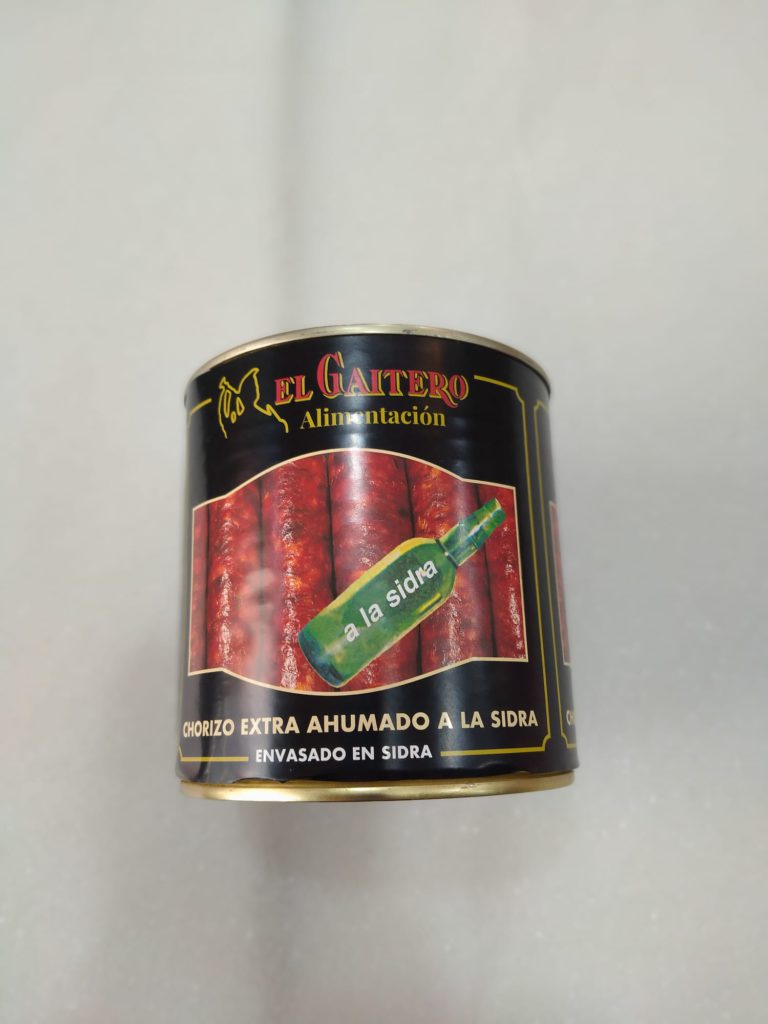 EL GAITERO
Alimentación
a la sidra
CHORIZO EXTRA AHUMADO A LA SIDRA
ENVASADO EN SIDRA